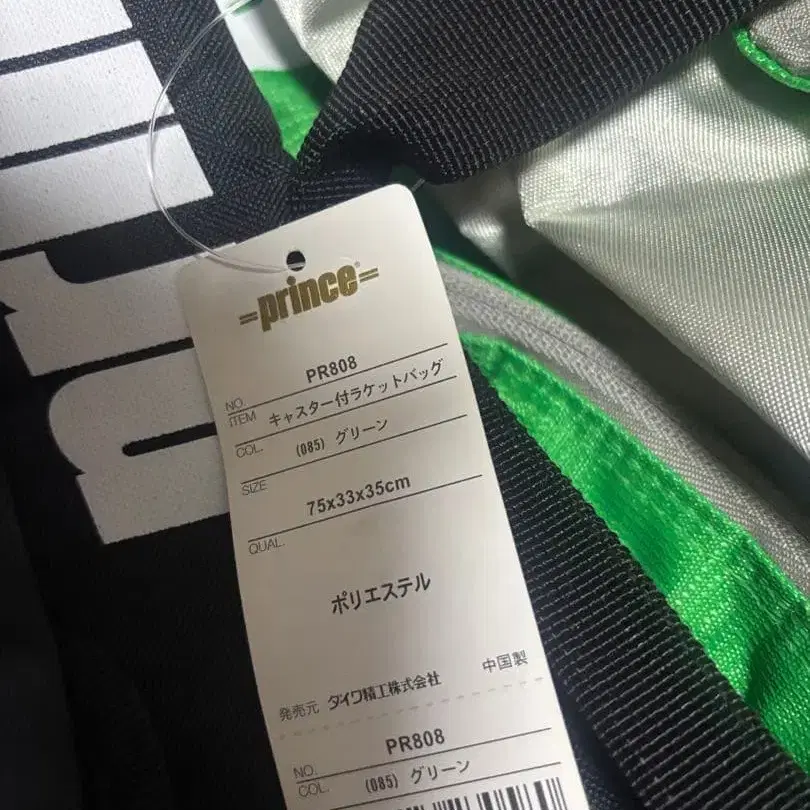 =prince=
NO. PR808
ITEM キャスター付ラケットバッグ
COL. (085) グリーン
SIZE 75x33x35cm
QUAL.
ポリエステル
発売元 ダイワ精工株式会社 中国製
NO. PR808
COL. (085) グリーン